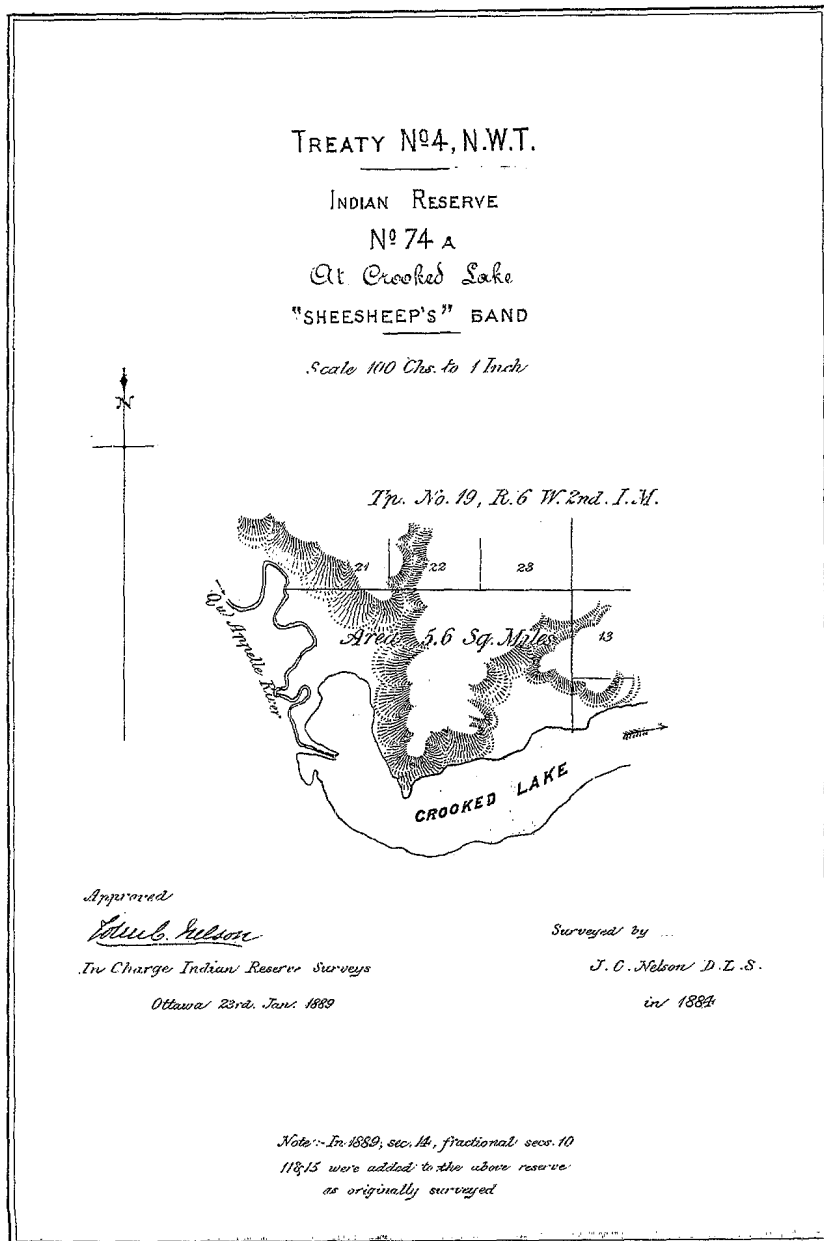 TREATY Nº4, N.W.T.
INDIAN RESERVE
Nº 74 A
At Crooked Lake
"SHEESHEEP'S" BAND
Scale 100 Chs. to 1 Inch
N
Tp. No. 19, R. 6 W. 2nd. I. M.
21 22 23
Area 5.6 Sq. Miles
13
Qu'Appelle River
CROOKED LAKE
Approved
John C. Nelson
In Charge Indian Reserve Surveys
Ottawa 23rd. Jan. 1889
Surveyed by
J. C. Nelson D. L. S.
in 1884
Note:- In 1889, sec. 14, fractional secs. 10
11 & 15 were added to the above reserve
as originally surveyed